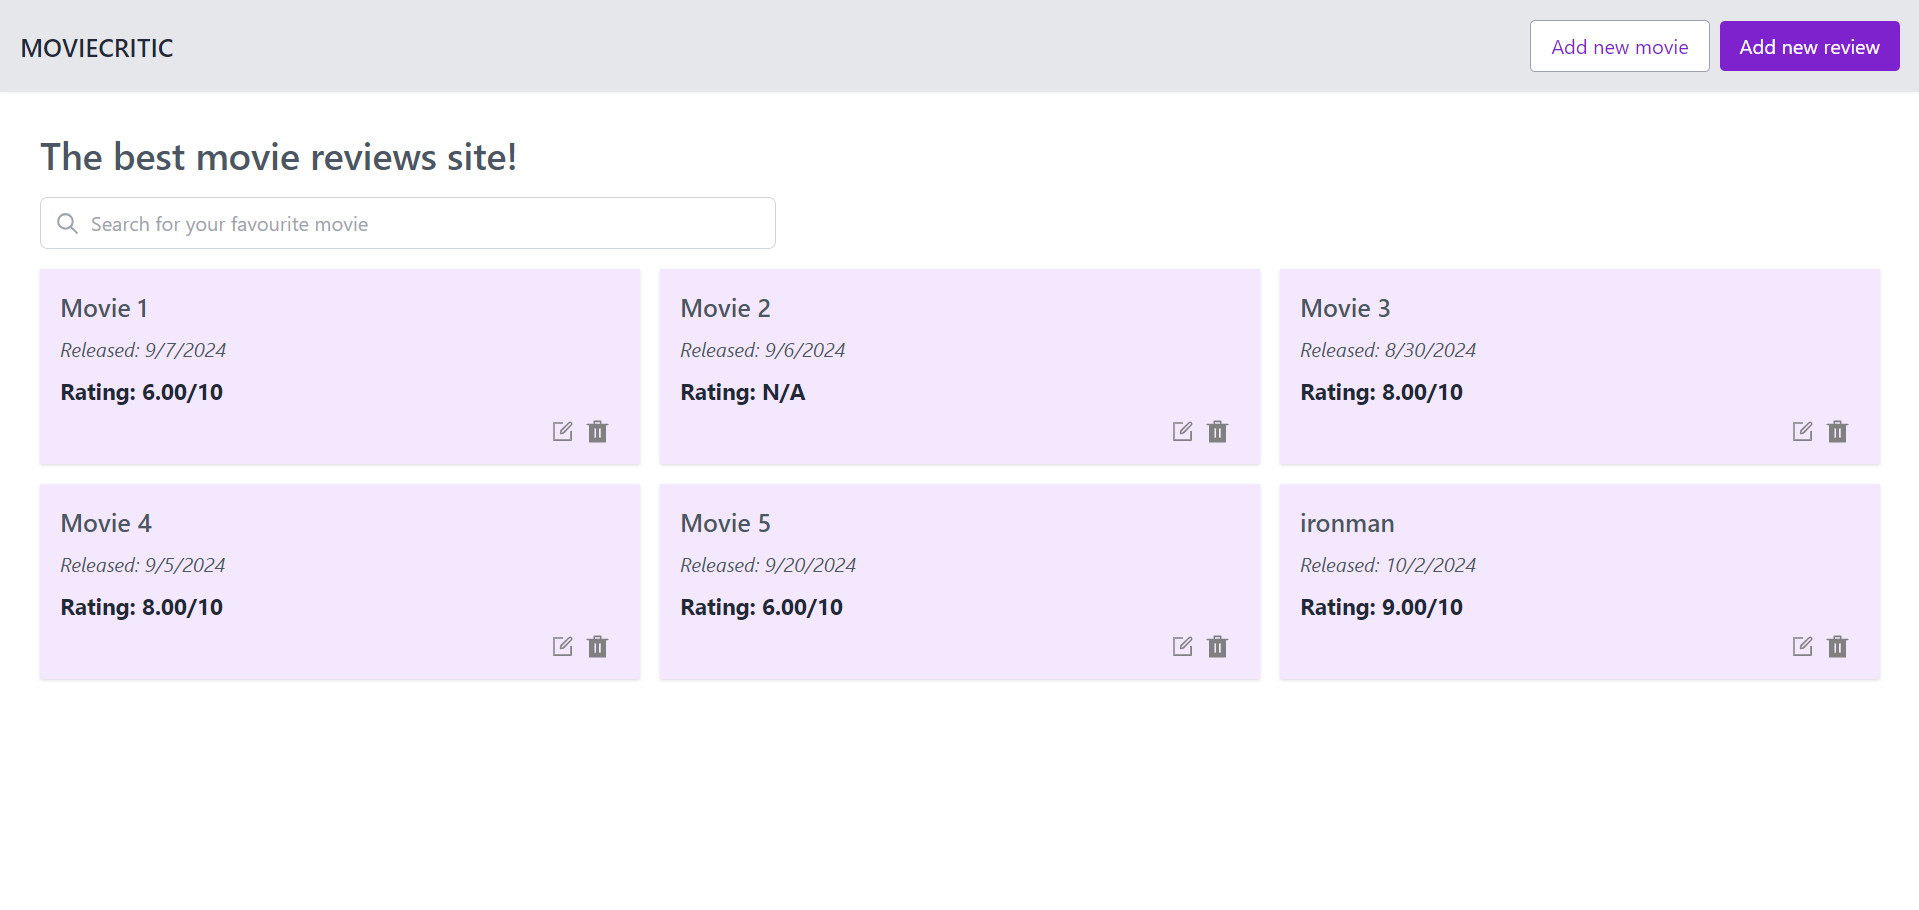 MOVIECRITIC
Add new movie
Add new review
The best movie reviews site!
Search for your favourite movie
Movie 1
Released: 9/7/2024
Rating: 6.00/10
Movie 2
Released: 9/6/2024
Rating: N/A
Movie 3
Released: 8/30/2024
Rating: 8.00/10
Movie 4
Released: 9/5/2024
Rating: 8.00/10
Movie 5
Released: 9/20/2024
Rating: 6.00/10
ironman
Released: 10/2/2024
Rating: 9.00/10